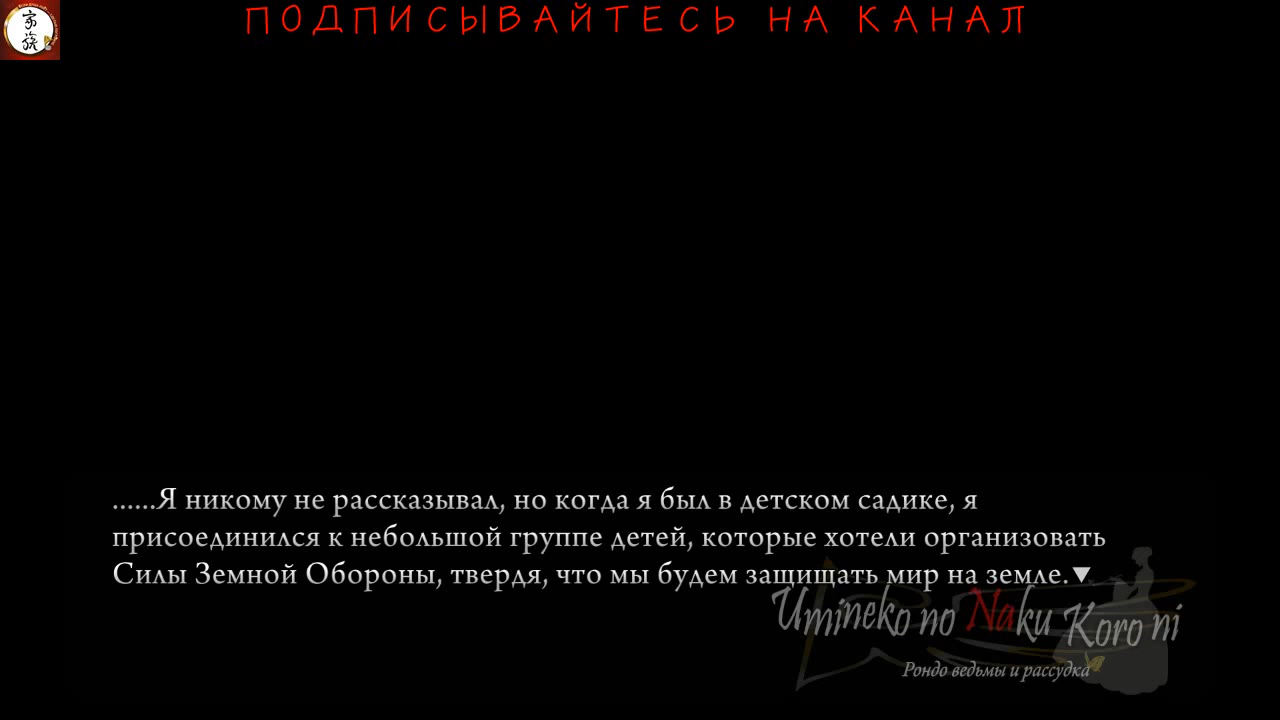 ПОДПИСЫВАЙТЕСЬ НА КАНАЛ
......Я никому не рассказывал, но когда я был в детском садике, я
присоединился к небольшой группе детей, которые хотели организовать
Силы Земной Обороны, твердя, что мы будем защищать мир на земле.▼
Umineko no Naku Koro ni
Рондо ведьмы и рассудка